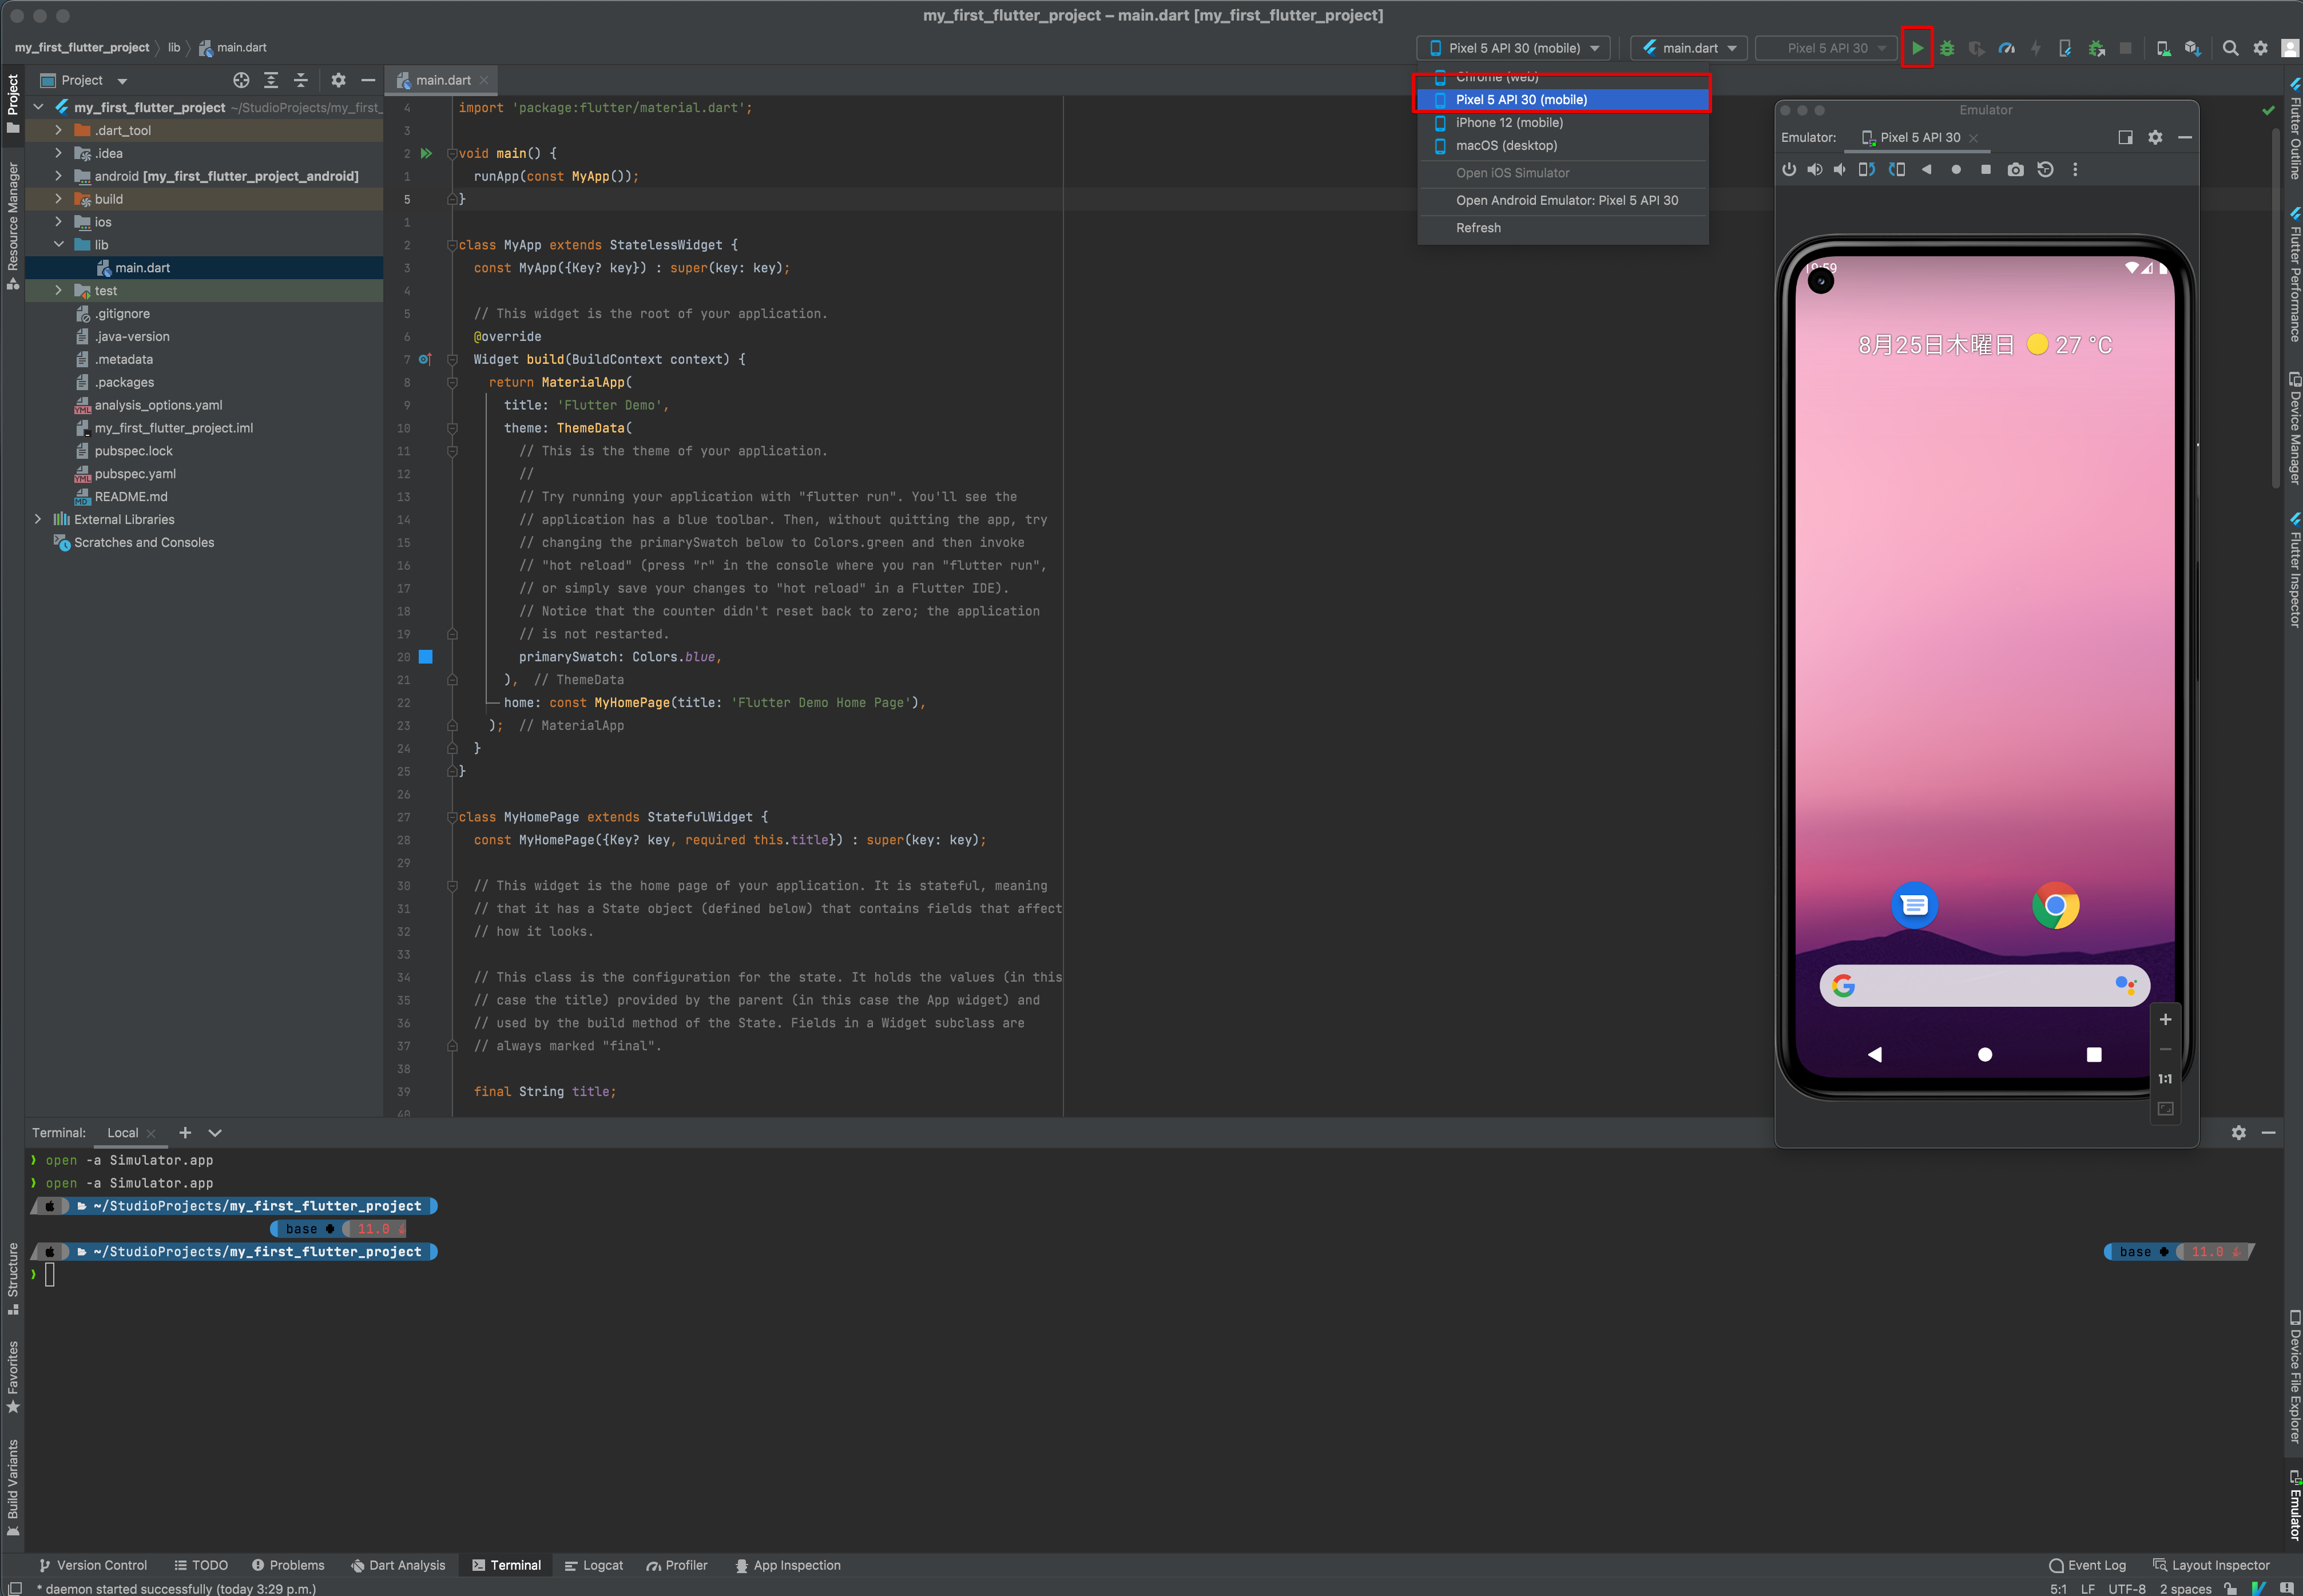 my_first_flutter_project – main.dart [my_first_flutter_project]
my_first_flutter_project lib main.dart
Pixel 5 API 30 (mobile) main.dart Pixel 5 API 30
Project
main.dart
Chrome (web)
Pixel 5 API 30 (mobile)
iPhone 12 (mobile)
macOS (desktop)
Open iOS Simulator
Open Android Emulator: Pixel 5 API 30
Refresh
Project
Resource Manager
Structure
Favorites
Build Variants
my_first_flutter_project ~/StudioProjects/my_first_
.dart_tool
.idea
android [my_first_flutter_project_android]
build
ios
lib
main.dart
test
.gitignore
.java-version
.metadata
.packages
analysis_options.yaml
my_first_flutter_project.iml
pubspec.lock
pubspec.yaml
README.md
External Libraries
Scratches and Consoles
4 import 'package:flutter/material.dart';
3
2 void main() {
1 runApp(const MyApp());
5 }
1
2 class MyApp extends StatelessWidget {
3 const MyApp({Key? key}) : super(key: key);
4
5 // This widget is the root of your application.
6 @override
7 Widget build(BuildContext context) {
8 return MaterialApp(
9 title: 'Flutter Demo',
10 theme: ThemeData(
11 // This is the theme of your application.
12 //
13 // Try running your application with "flutter run". You'll see the
14 // application has a blue toolbar. Then, without quitting the app, try
15 // changing the primarySwatch below to Colors.green and then invoke
16 // "hot reload" (press "r" in the console where you ran "flutter run",
17 // or simply save your changes to "hot reload" in a Flutter IDE).
18 // Notice that the counter didn't reset back to zero; the application
19 // is not restarted.
20 primarySwatch: Colors.blue,
21 ), // ThemeData
22 home: const MyHomePage(title: 'Flutter Demo Home Page'),
23 ); // MaterialApp
24 }
25 }
26
27 class MyHomePage extends StatefulWidget {
28 const MyHomePage({Key? key, required this.title}) : super(key: key);
29
30 // This widget is the home page of your application. It is stateful, meaning
31 // that it has a State object (defined below) that contains fields that affect
32 // how it looks.
33
34 // This class is the configuration for the state. It holds the values (in this
35 // case the title) provided by the parent (in this case the App widget) and
36 // used by the build method of the State. Fields in a Widget subclass are
37 // always marked "final".
38
39 final String title;
40
Emulator
Emulator: Pixel 5 API 30
8月25日木曜日 27 °C
1:1
Flutter Outline
Flutter Performance
Device Manager
Flutter Inspector
Device File Explorer
Emulator
Terminal: Local
❯ open -a Simulator.app
❯ open -a Simulator.app
~/StudioProjects/my_first_flutter_project
base 11.0
~/StudioProjects/my_first_flutter_project base 11.0
❯
Version Control TODO Problems Dart Analysis Terminal Logcat Profiler App Inspection Event Log Layout Inspector
* daemon started successfully (today 3:29 p.m.) 5:1 LF UTF-8 2 spaces